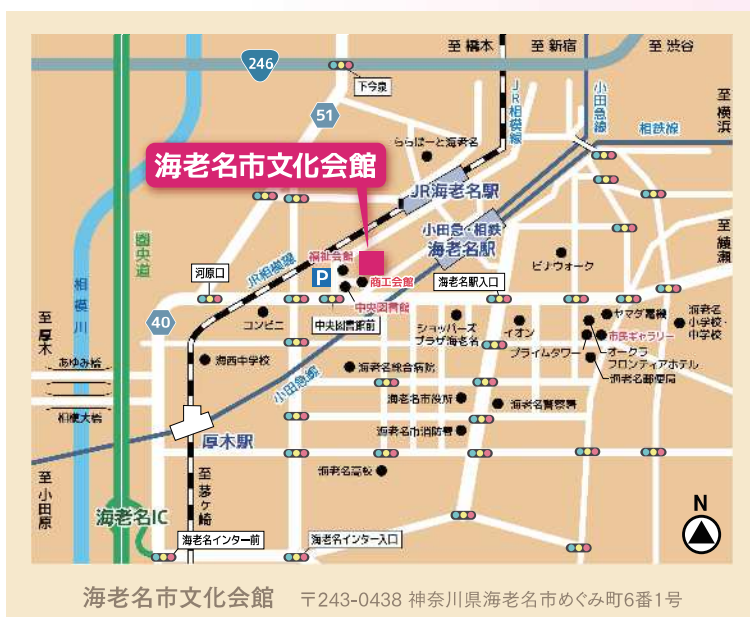 至 橋本
至 新宿
至 渋谷
246
下今泉
51
JR相模線
小田急線
至 横浜
相鉄線
ららぽーと海老名
海老名市文化会館
JR海老名駅
小田急・相鉄
海老名駅
至 綾瀬
圏央道
福祉会館
JR相模線
河原口
P
商工会館
海老名駅入口
ビナウォーク
相模川
中央図書館
40
コンビニ
中央図書館前
ショッパーズ
プラザ海老名
イオン
ヤマダ電機
市民ギャラリー
海老名
小学校・
中学校
至 厚木
あゆみ橋
海西中学校
プライムタワー
オークラ
フロンティアホテル
海老名郵便局
海老名総合病院
小田急線
相模大橋
海老名市役所
海老名警察署
厚木駅
海老名市消防署
至 小田原
至 茅ヶ崎
海老名高校
海老名IC
N
海老名インター前
海老名インター入口
海老名市文化会館 〒243-0438 神奈川県海老名市めぐみ町6番1号